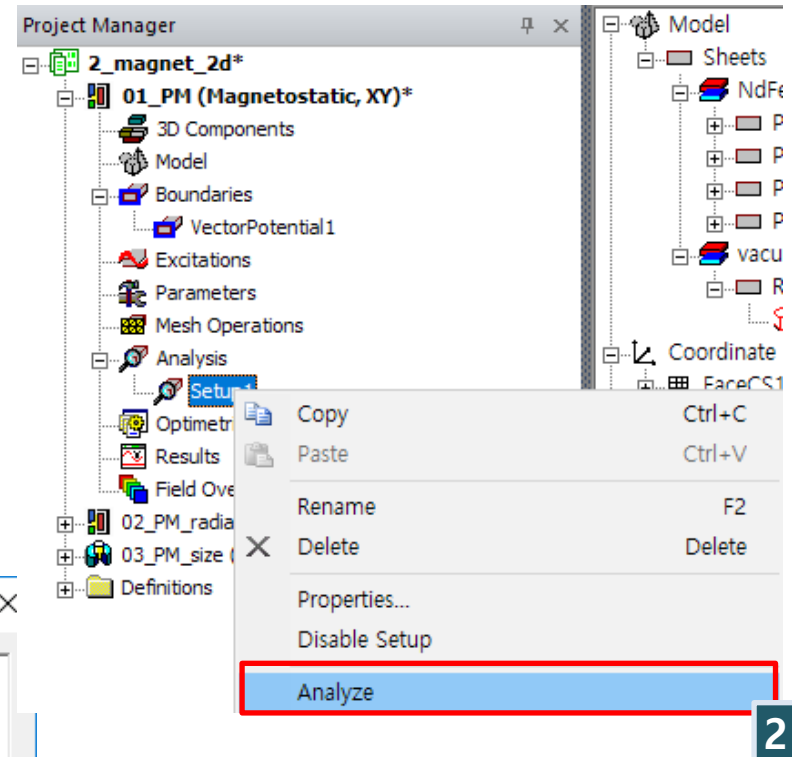 Project Manager
2_magnet_2d*
01_PM (Magnetostatic, XY)*
3D Components
Model
Boundaries
VectorPotential1
Excitations
Parameters
Mesh Operations
Analysis
Setup1
Optimetri
Results
Field Ove
02_PM_radia
03_PM_size (
Definitions
Model
Sheets
NdFe
P
P
P
P
vacu
R
Coordinate
FaceCS1
Copy Ctrl+C
Paste Ctrl+V
Rename F2
Delete Delete
Properties...
Disable Setup
Analyze
2